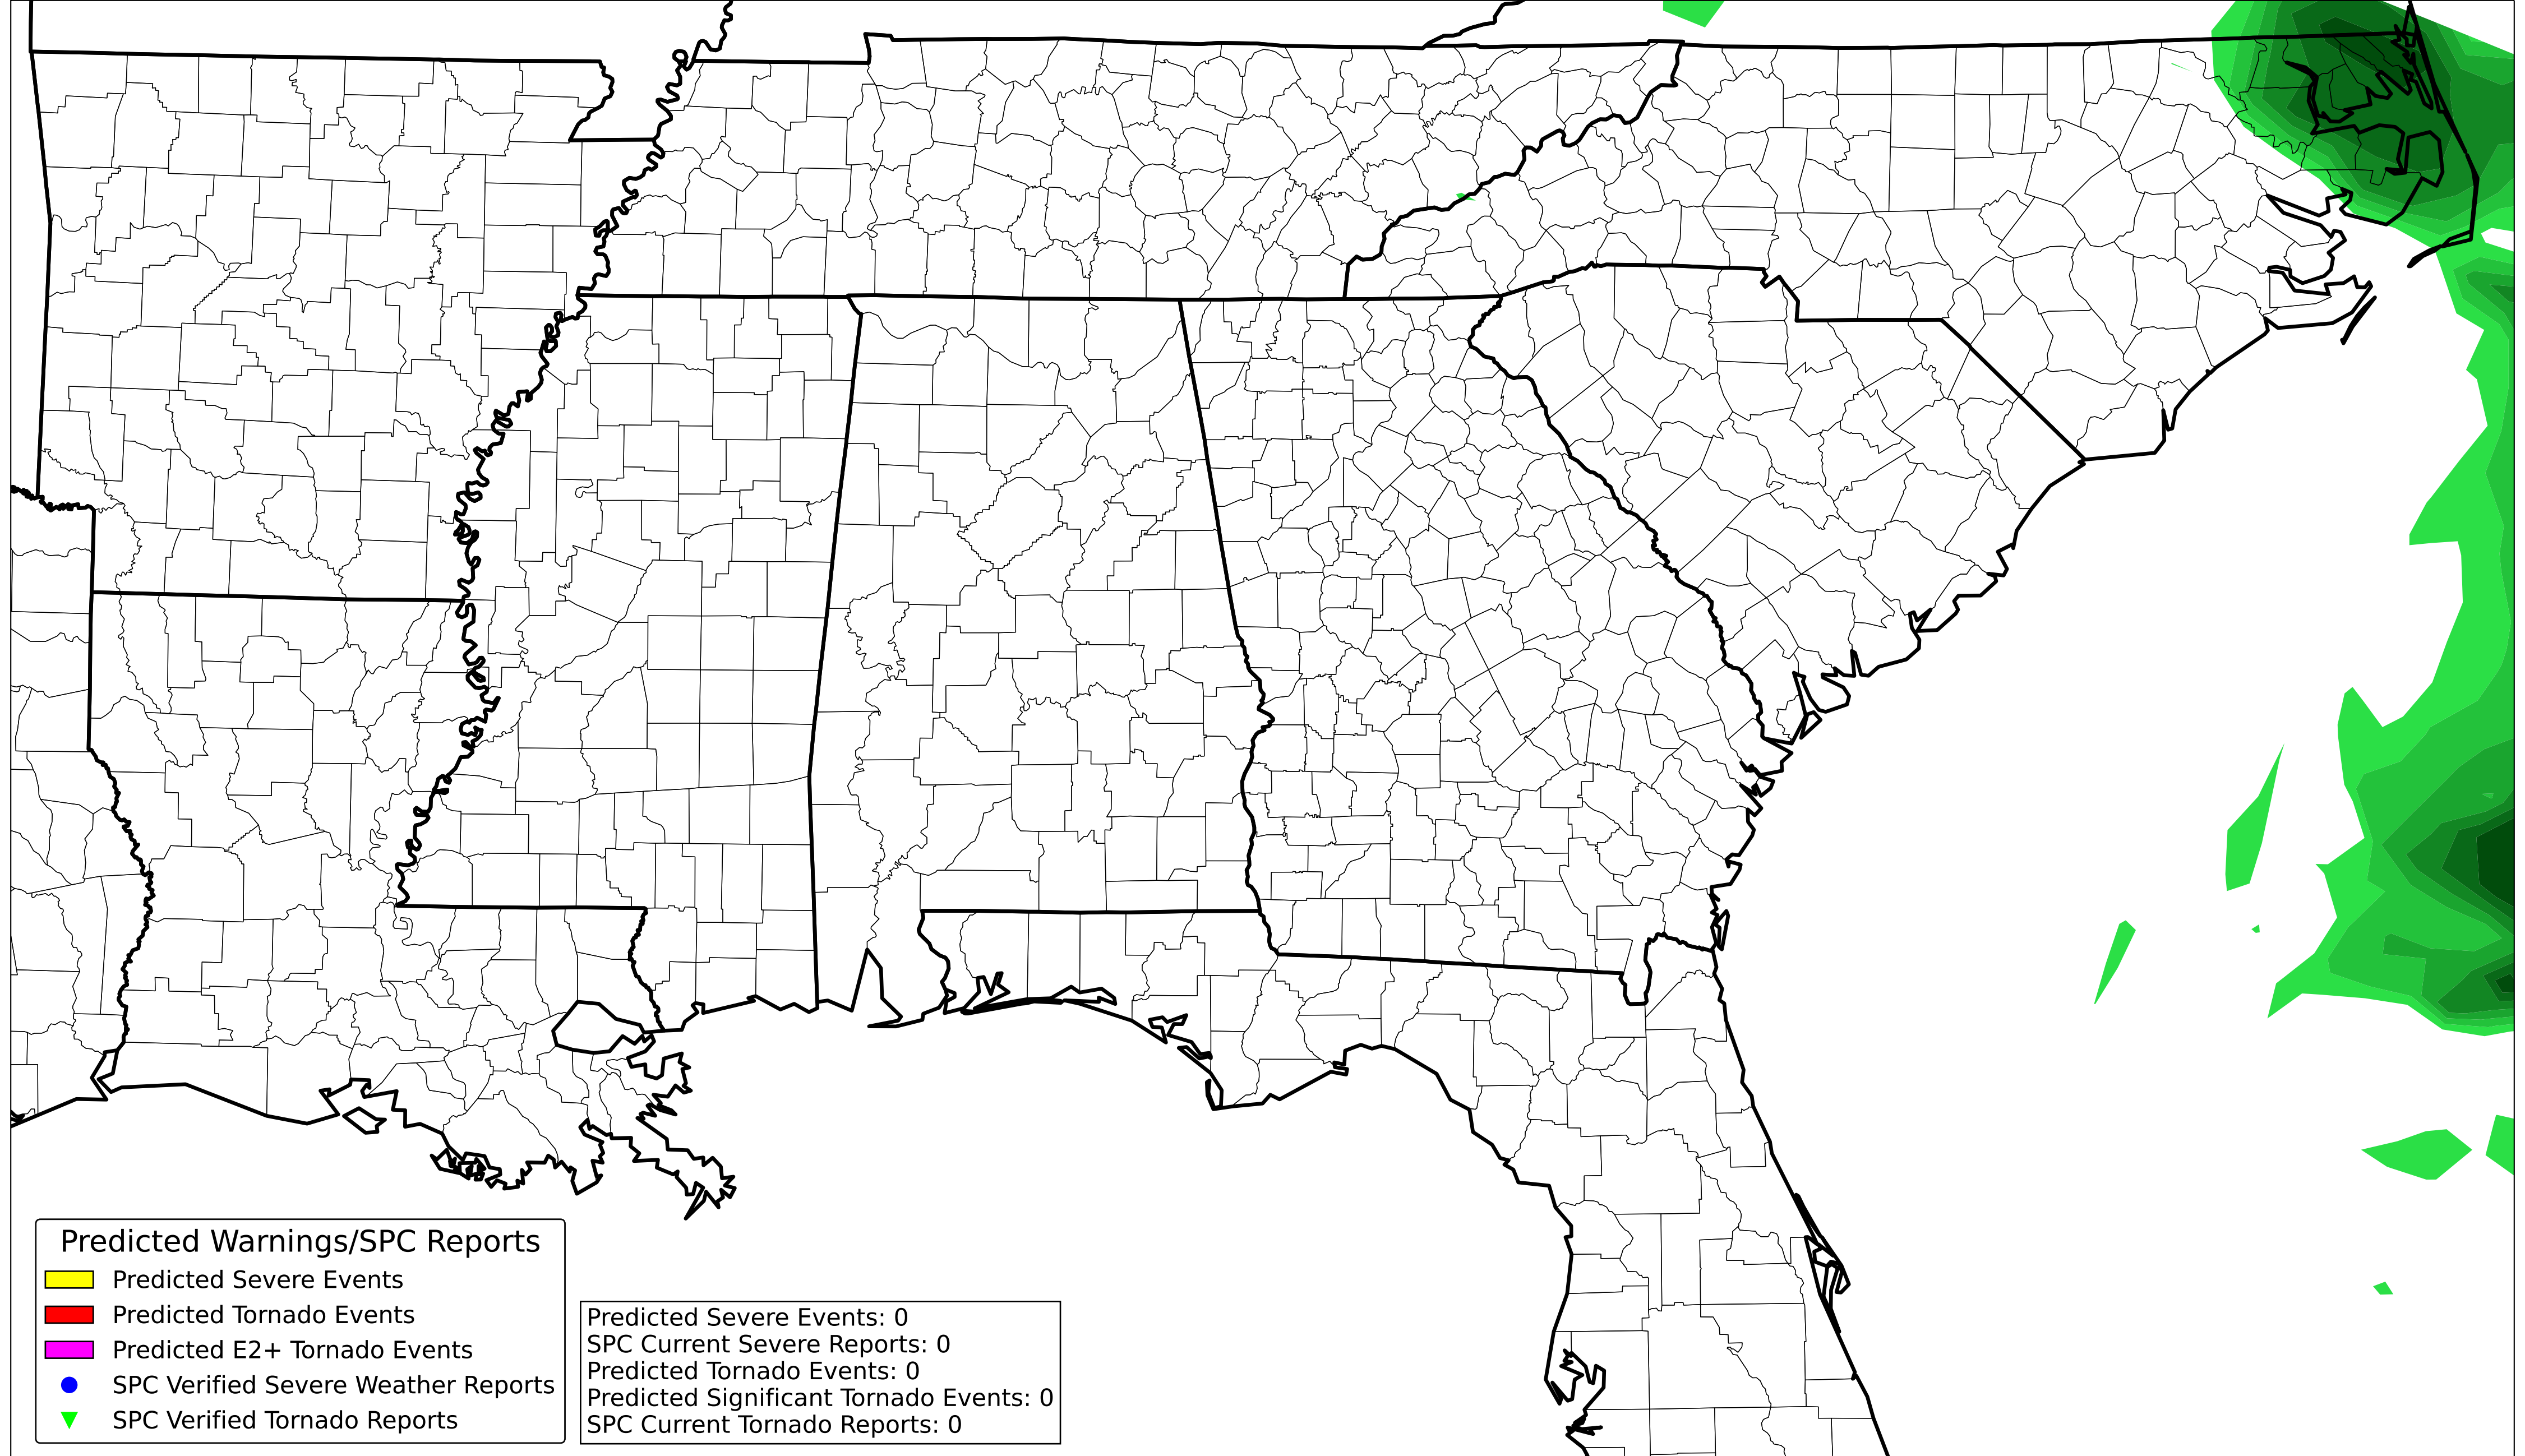 Predicted Warnings/SPC Reports
Predicted Severe Events
Predicted Tornado Events
Predicted E2+ Tornado Events
SPC Verified Severe Weather Reports
SPC Verified Tornado Reports
Predicted Severe Events: 0
SPC Current Severe Reports: 0
Predicted Tornado Events: 0
Predicted Significant Tornado Events: 0
SPC Current Tornado Reports: 0